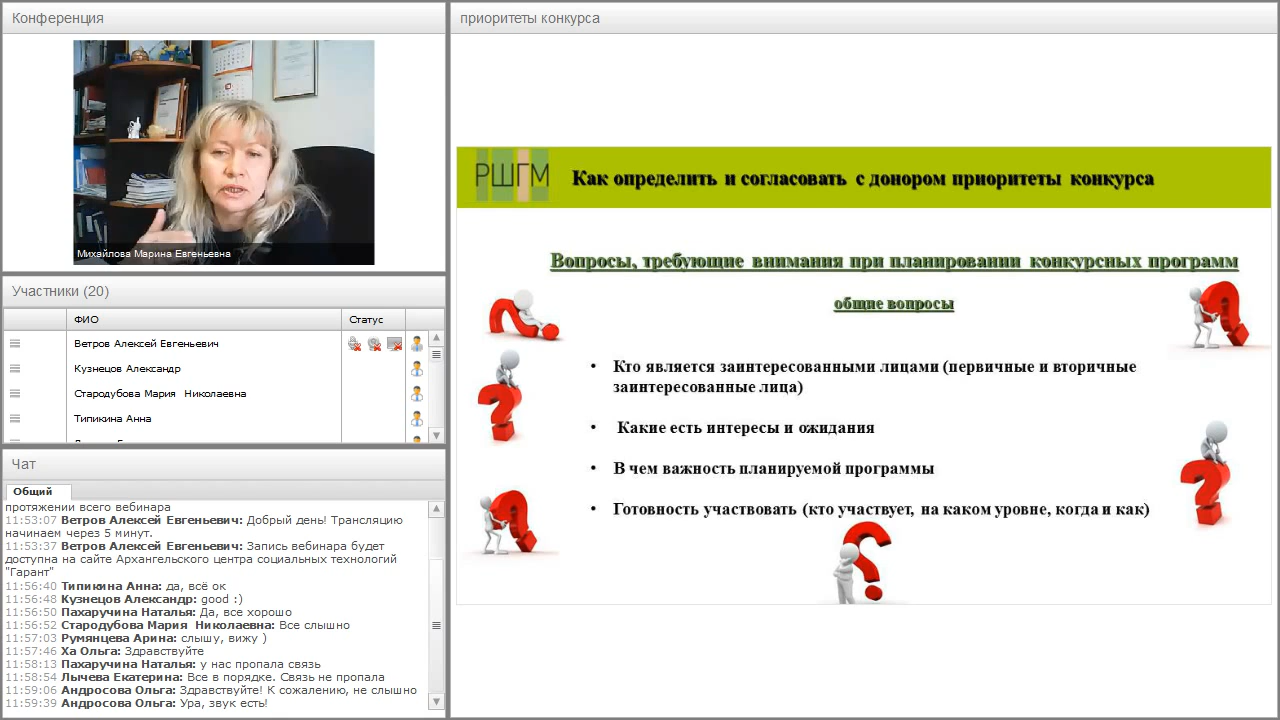 Конференция
Михайлова Марина Евгеньевна
Участники (20)
ФИО Статус
Ветров Алексей Евгеньевич
Кузнецов Александр
Стародубова Мария Николаевна
Типикина Анна
Чат
Общий
протяжении всего вебинара
11:53:07 Ветров Алексей Евгеньевич: Добрый день! Трансляцию
начинаем через 5 минут.
11:53:37 Ветров Алексей Евгеньевич: Запись вебинара будет
доступна на сайте Архангельского центра социальных технологий
"Гарант"
11:56:40 Типикина Анна: да, всё ок
11:56:48 Кузнецов Александр: good :)
11:56:50 Пахаручина Наталья: Да, все хорошо
11:56:52 Стародубова Мария Николаевна: Все слышно
11:57:03 Румянцева Арина: слышу, вижу )
11:57:46 Ха Ольга: Здравствуйте
11:58:13 Пахаручина Наталья: у нас пропала связь
11:58:54 Лычева Екатерина: Все в порядке. Связь не пропала
11:59:06 Андросова Ольга: Здравствуйте! К сожалению, не слышно
11:59:39 Андросова Ольга: Ура, звук есть!
приоритеты конкурса
РШГМ
Как определить и согласовать с донором приоритеты конкурса
Вопросы, требующие внимания при планировании конкурсных программ
общие вопросы
• Кто является заинтересованными лицами (первичные и вторичные
заинтересованные лица)
• Какие есть интересы и ожидания
• В чем важность планируемой программы
• Готовность участвовать (кто участвует, на каком уровне, когда и как)